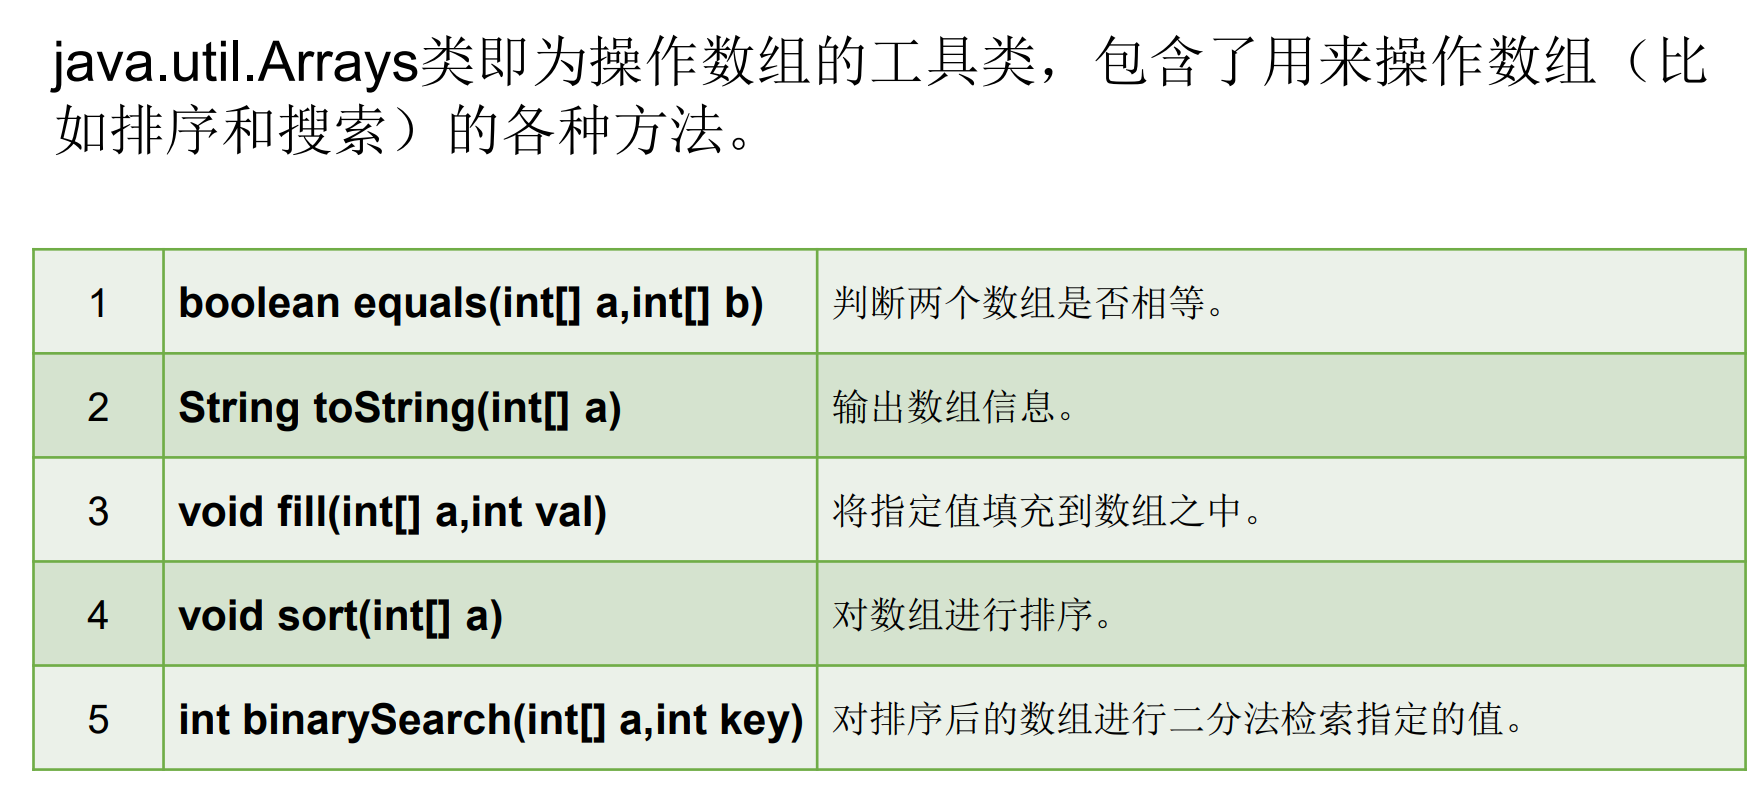 java.util.Arrays类即为操作数组的工具类，包含了用来操作数组（比
如排序和搜索）的各种方法。
1 boolean equals(int[] a,int[] b) 判断两个数组是否相等。
2 String toString(int[] a) 输出数组信息。
3 void fill(int[] a,int val) 将指定值填充到数组之中。
4 void sort(int[] a) 对数组进行排序。
5 int binarySearch(int[] a,int key) 对排序后的数组进行二分法检索指定的值。